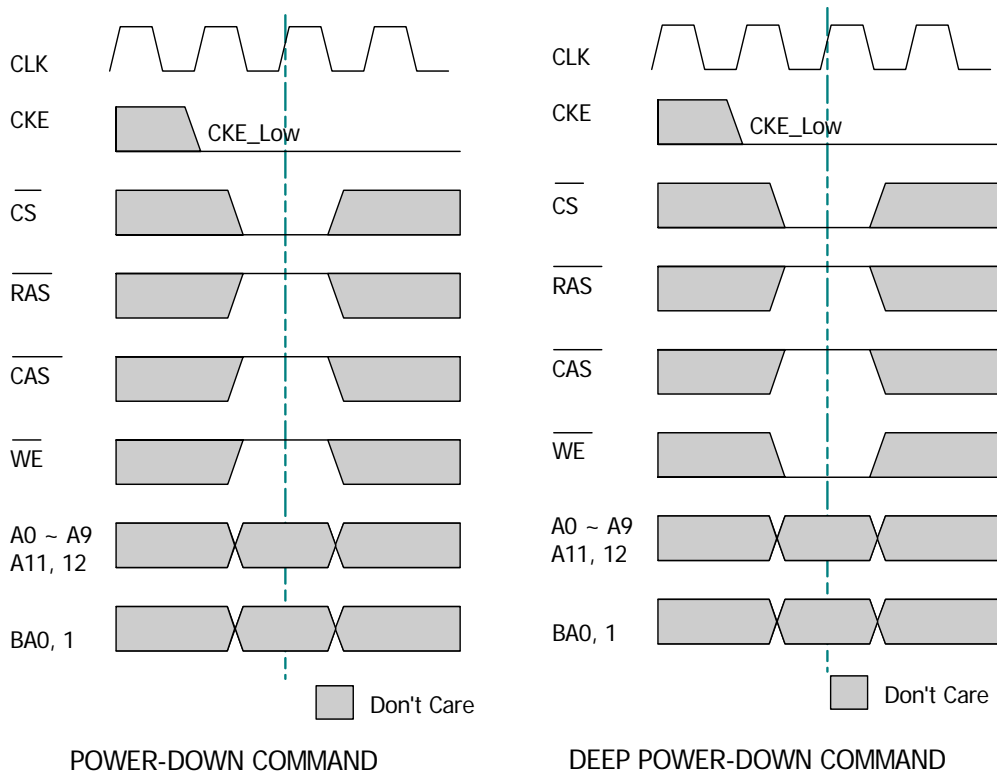 CLK
CKE
CKE_Low
CS
RAS
CAS
WE
A0 ~ A9
A11, 12
BA0, 1
Don't Care
POWER-DOWN COMMAND
CLK
CKE
CKE_Low
CS
RAS
CAS
WE
A0 ~ A9
A11, 12
BA0, 1
Don't Care
DEEP POWER-DOWN COMMAND